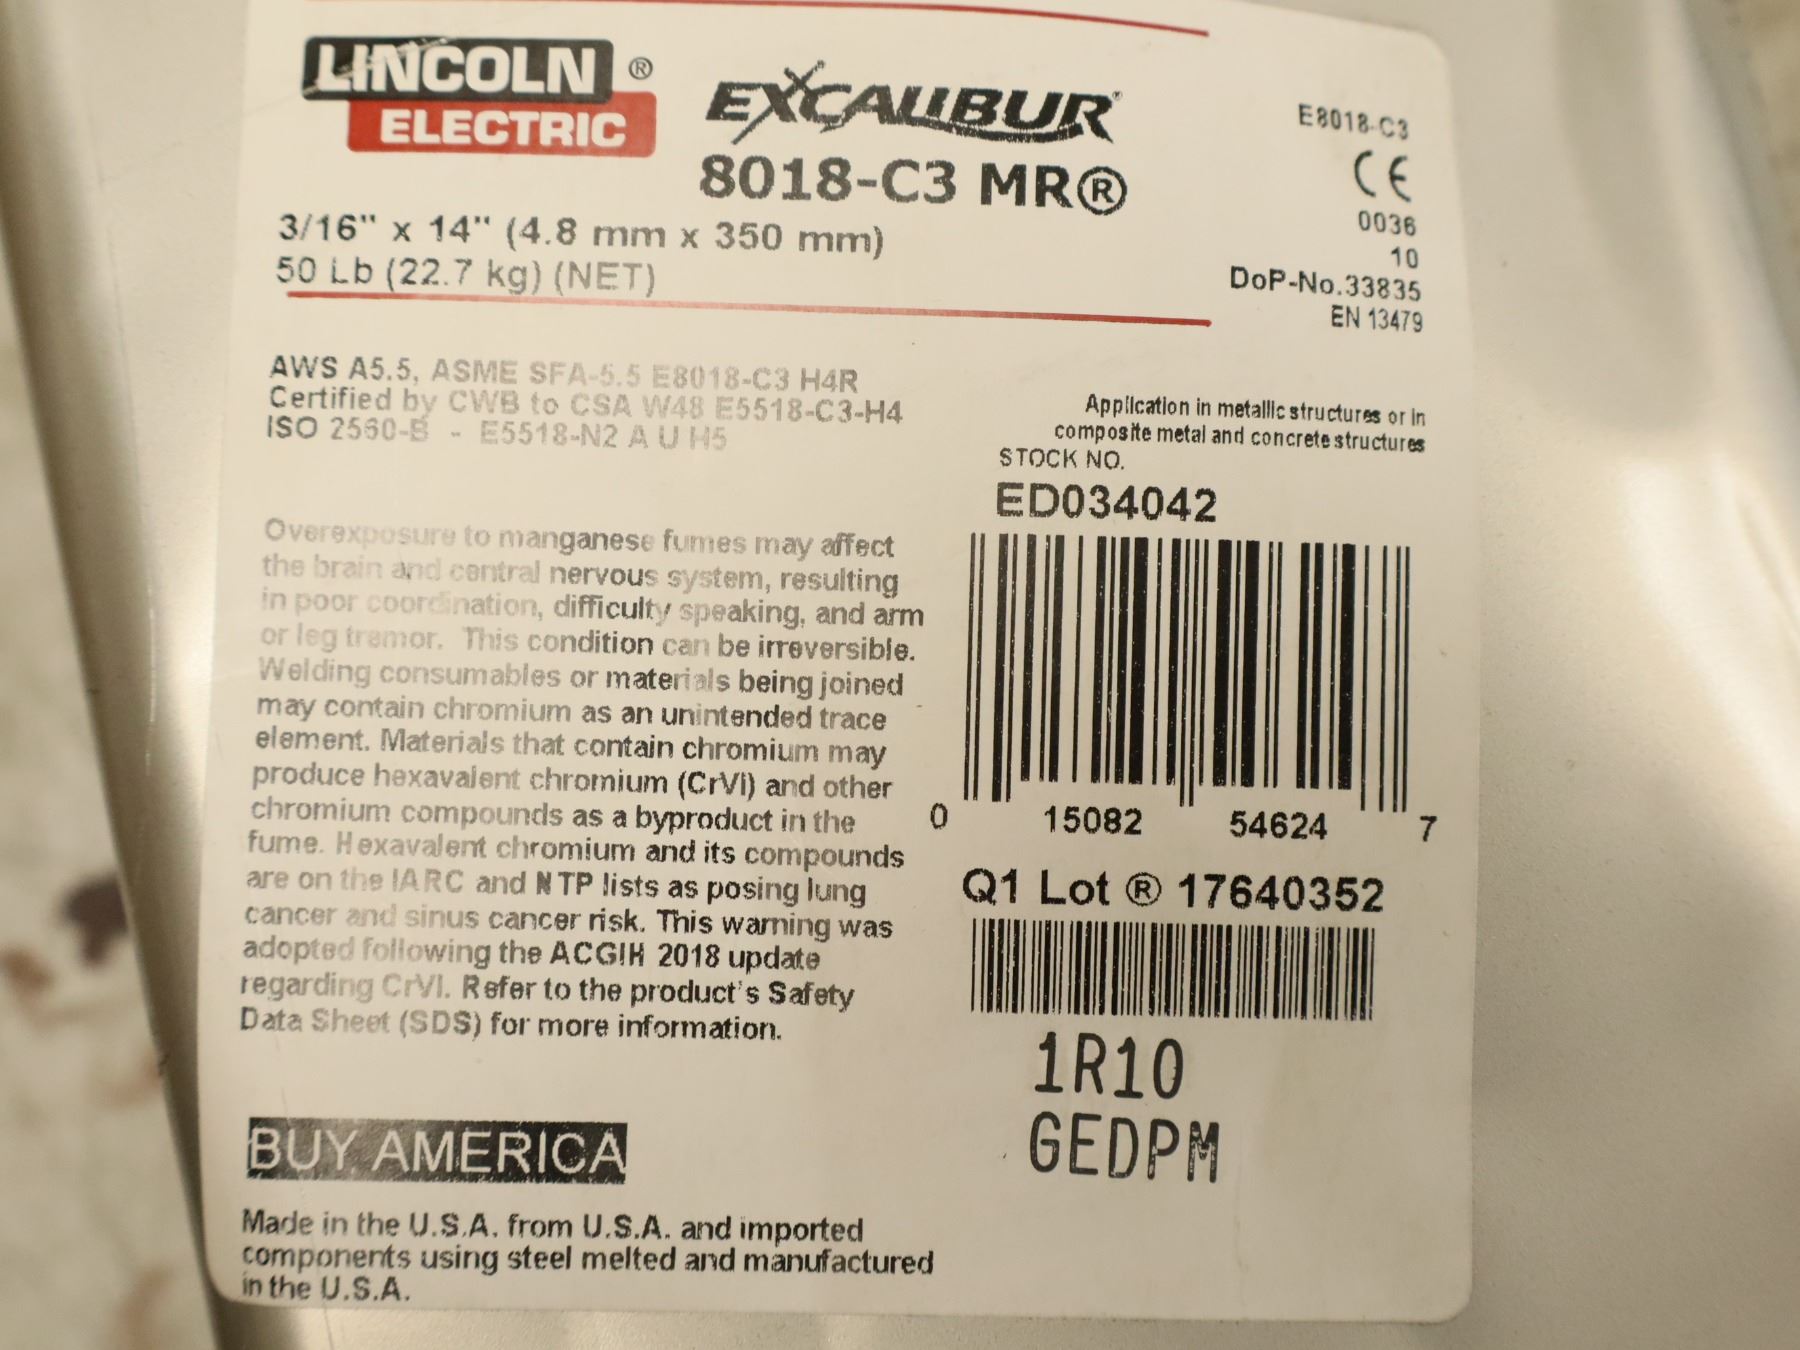 LINCOLN ®
ELECTRIC
EXCALIBUR®
8018-C3 MR®
3/16" x 14" (4.8 mm x 350 mm)
50 Lb (22.7 kg) (NET)
E8018-C3
CE
0036
10
DoP-No.33835
EN 13479
AWS A5.5, ASME SFA-5.5 E8018-C3 H4R
Certified by CWB to CSA W48 E5518-C3-H4
ISO 2560-B - E5518-N2 A U H5
Application in metallic structures or in
composite metal and concrete structures
STOCK NO.
ED034042
Overexposure to manganese fumes may affect
the brain and central nervous system, resulting
in poor coordination, difficulty speaking, and arm
or leg tremor. This condition can be irreversible.
Welding consumables or materials being joined
may contain chromium as an unintended trace
element. Materials that contain chromium may
produce hexavalent chromium (CrVi) and other
chromium compounds as a byproduct in the
fume. Hexavalent chromium and its compounds
are on the IARC and NTP lists as posing lung
cancer and sinus cancer risk. This warning was
adopted following the ACGIH 2018 update
regarding CrVI. Refer to the product's Safety
Data Sheet (SDS) for more information.
0 15082 54624 7
Q1 Lot ® 17640352
1R10
GEDPM
BUY AMERICA
Made in the U.S.A. from U.S.A. and imported
components using steel melted and manufactured
in the U.S.A.